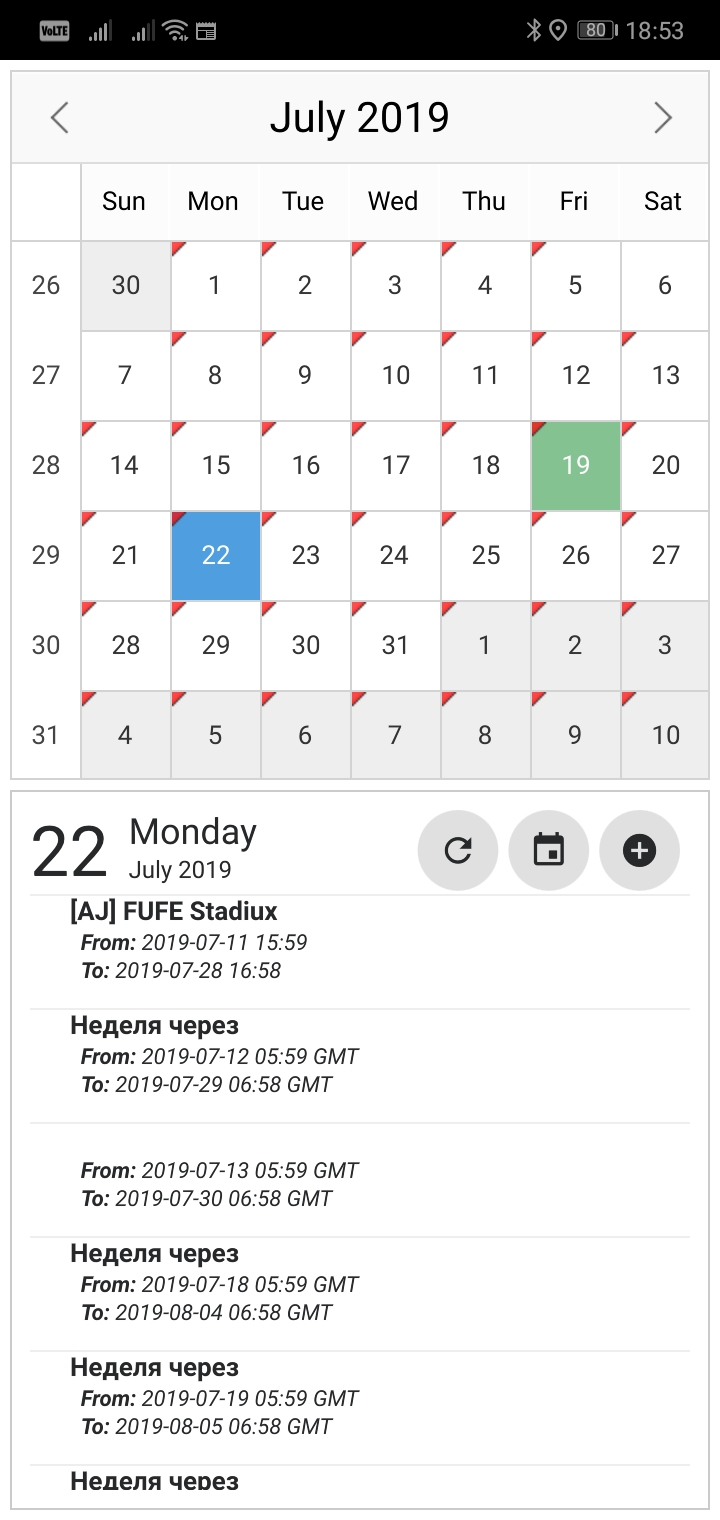 VoLTE 80 18:53
July 2019
Sun Mon Tue Wed Thu Fri Sat
26 30 1 2 3 4 5 6
27 7 8 9 10 11 12 13
28 14 15 16 17 18 19 20
29 21 22 23 24 25 26 27
30 28 29 30 31 1 2 3
31 4 5 6 7 8 9 10
22 Monday
July 2019
[AJ] FUFE Stadiux
From: 2019-07-11 15:59
To: 2019-07-28 16:58
Неделя через
From: 2019-07-12 05:59 GMT
To: 2019-07-29 06:58 GMT
From: 2019-07-13 05:59 GMT
To: 2019-07-30 06:58 GMT
Неделя через
From: 2019-07-18 05:59 GMT
To: 2019-08-04 06:58 GMT
Неделя через
From: 2019-07-19 05:59 GMT
To: 2019-08-05 06:58 GMT
Неделя через